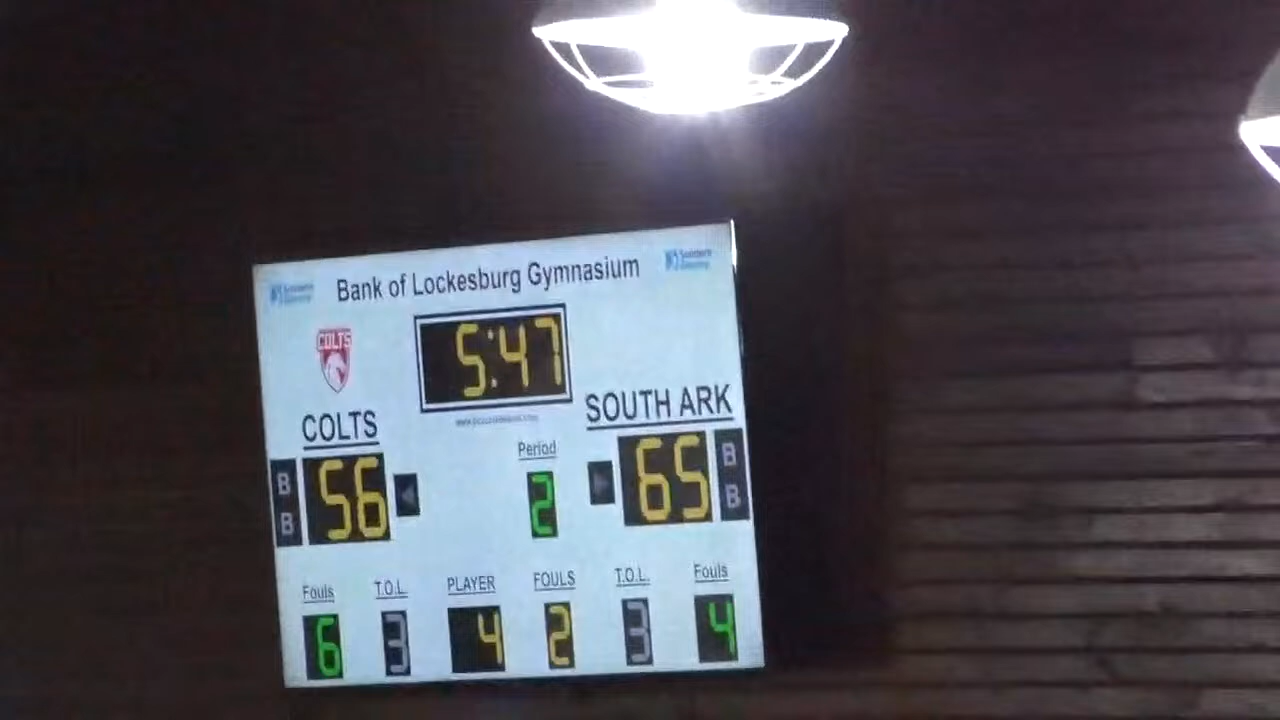 Bank of Lockesburg Gymnasium
COLTS
5:47
COLTS
SOUTH ARK
Period
B
B
56
2
65
B
B
Fouls
T.O.L.
PLAYER
FOULS
T.O.L.
Fouls
6
3
4
2
3
4